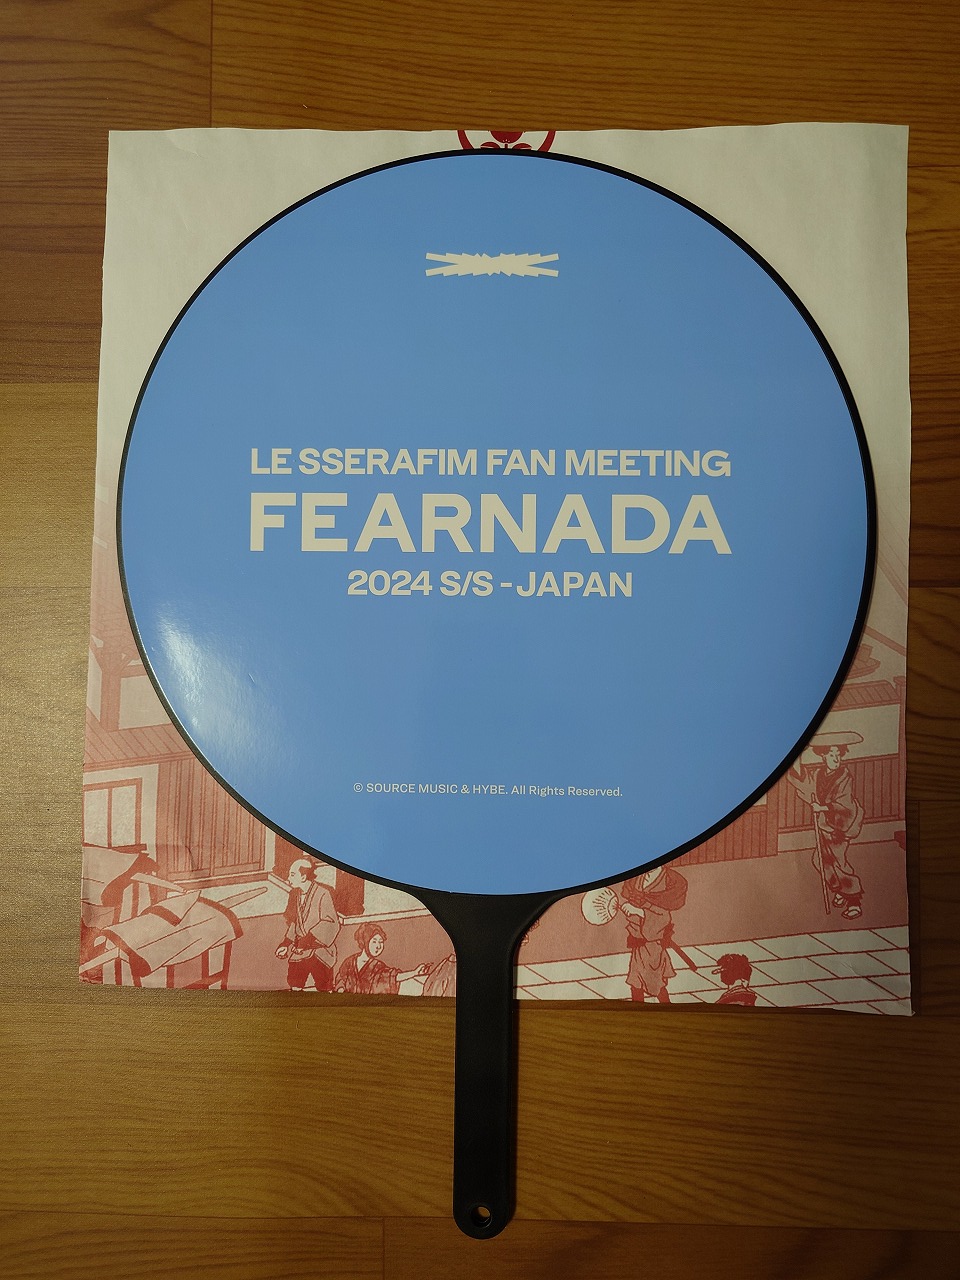 LE SSERAFIM FAN MEETING
FEARNADA
2024 S/S - JAPAN
© SOURCE MUSIC & HYBE. All Rights Reserved.